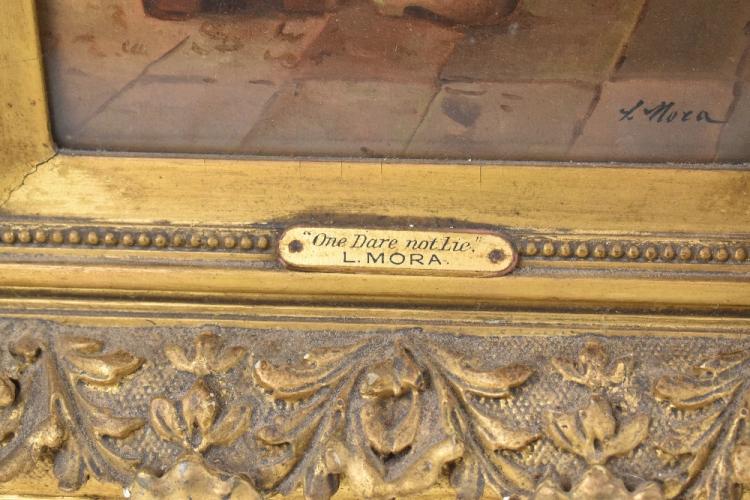 L. Mora
"One Dare not Lie."
L. MORA.